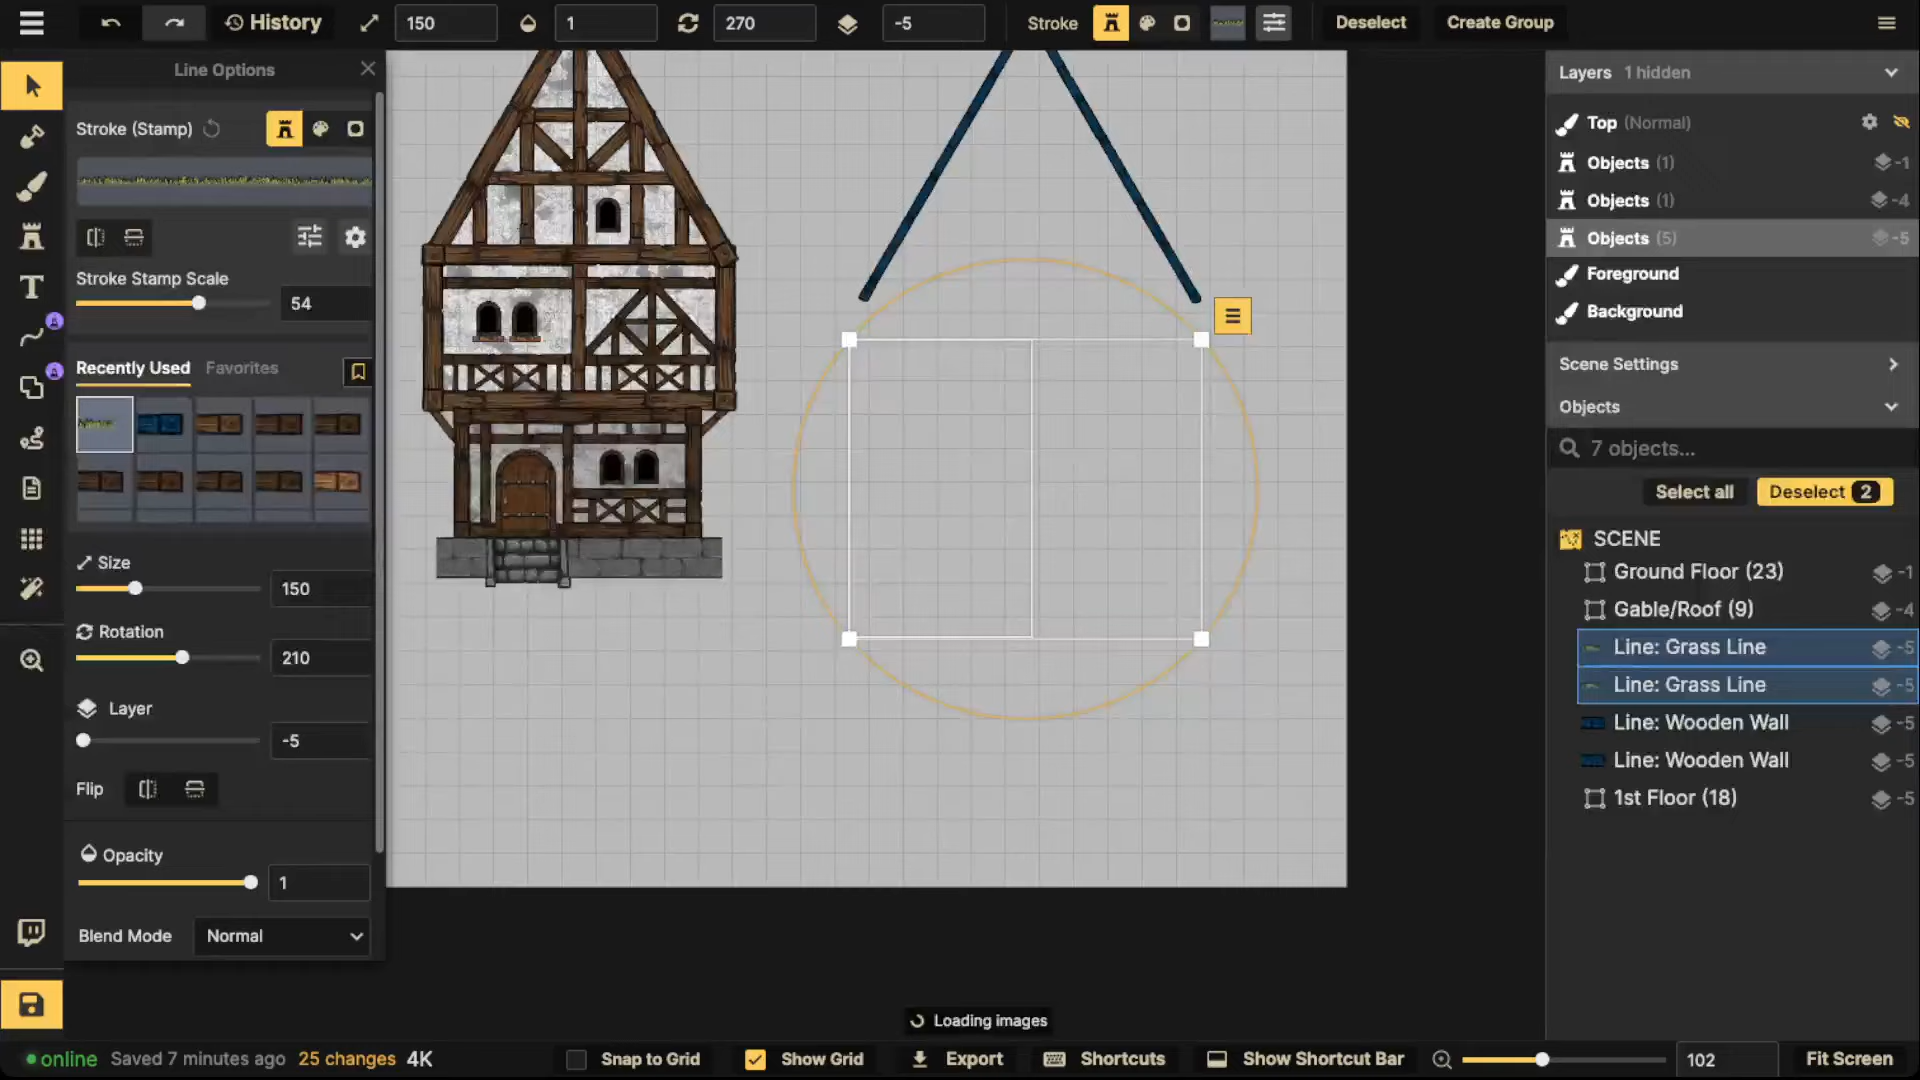 History
150
1
270
-5
Stroke
Deselect
Create Group
Line Options
Stroke (Stamp)
Stroke Stamp Scale
54
Recently Used
Favorites
Size
150
Rotation
210
Layer
-5
Flip
Opacity
1
Blend Mode
Normal
Layers 1 hidden
Top (Normal)
Objects (1) -1
Objects (1) -4
Objects (5) -5
Foreground
Background
Scene Settings
Objects
7 objects...
Select all
Deselect 2
SCENE
Ground Floor (23) -1
Gable/Roof (9) -4
Line: Grass Line -5
Line: Grass Line -5
Line: Wooden Wall -5
Line: Wooden Wall -5
1st Floor (18) -5
Loading images
online Saved 7 minutes ago 25 changes 4K
Snap to Grid
Show Grid
Export
Shortcuts
Show Shortcut Bar
102
Fit Screen